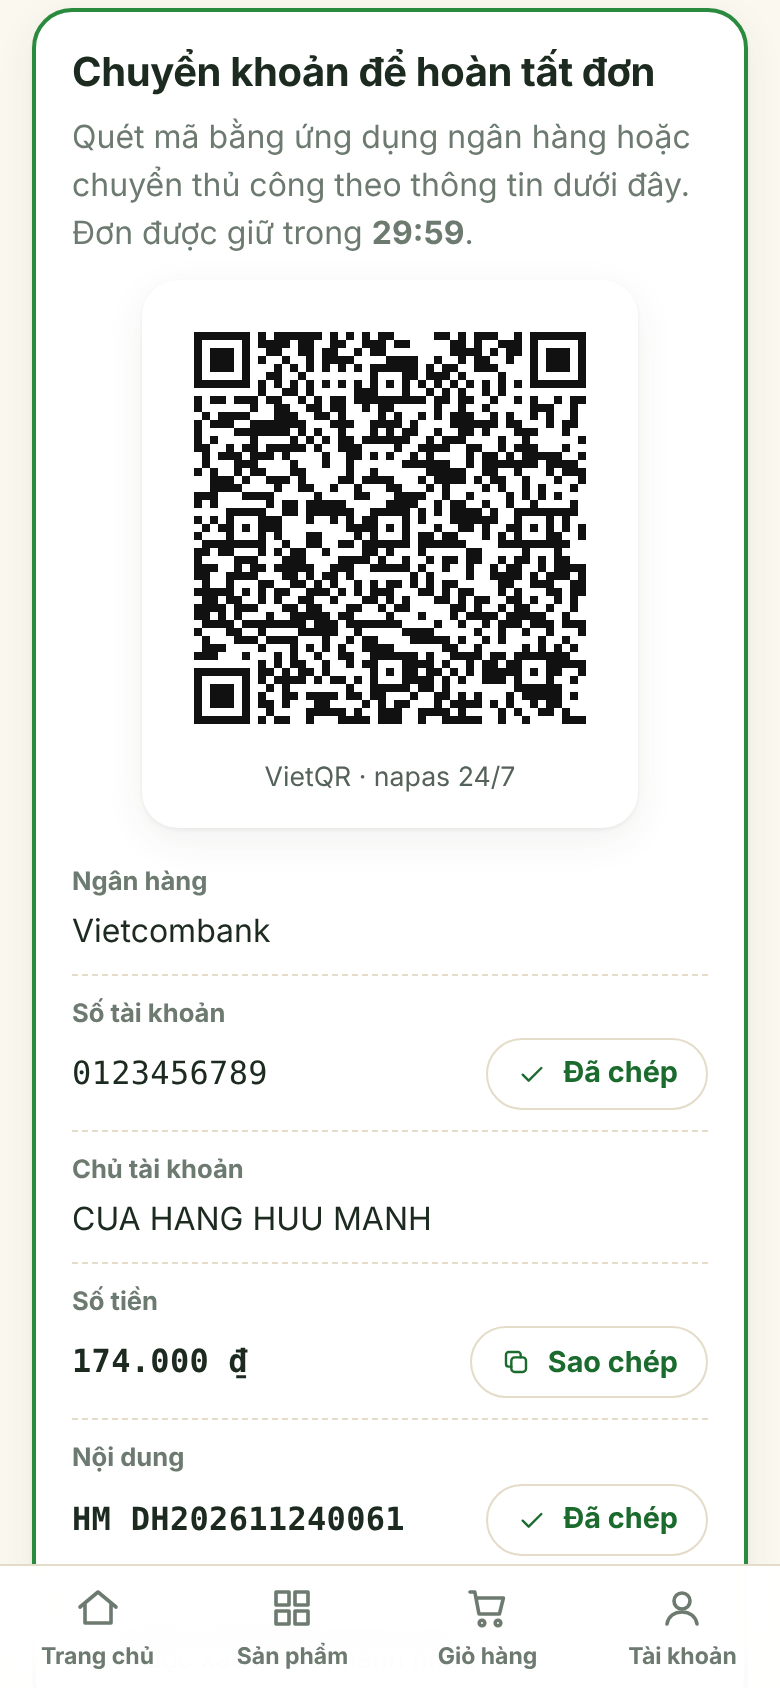 Chuyển khoản để hoàn tất đơn
Quét mã bằng ứng dụng ngân hàng hoặc
chuyển thủ công theo thông tin dưới đây.
Đơn được giữ trong 29:59.
VietQR · napas 24/7
Ngân hàng
Vietcombank
Số tài khoản
0123456789
Đã chép
Chủ tài khoản
CUA HANG HUU MANH
Số tiền
174.000 ₫
Sao chép
Nội dung
HM DH202611240061
Đã chép
Trang chủ
Sản phẩm
Giỏ hàng
Tài khoản